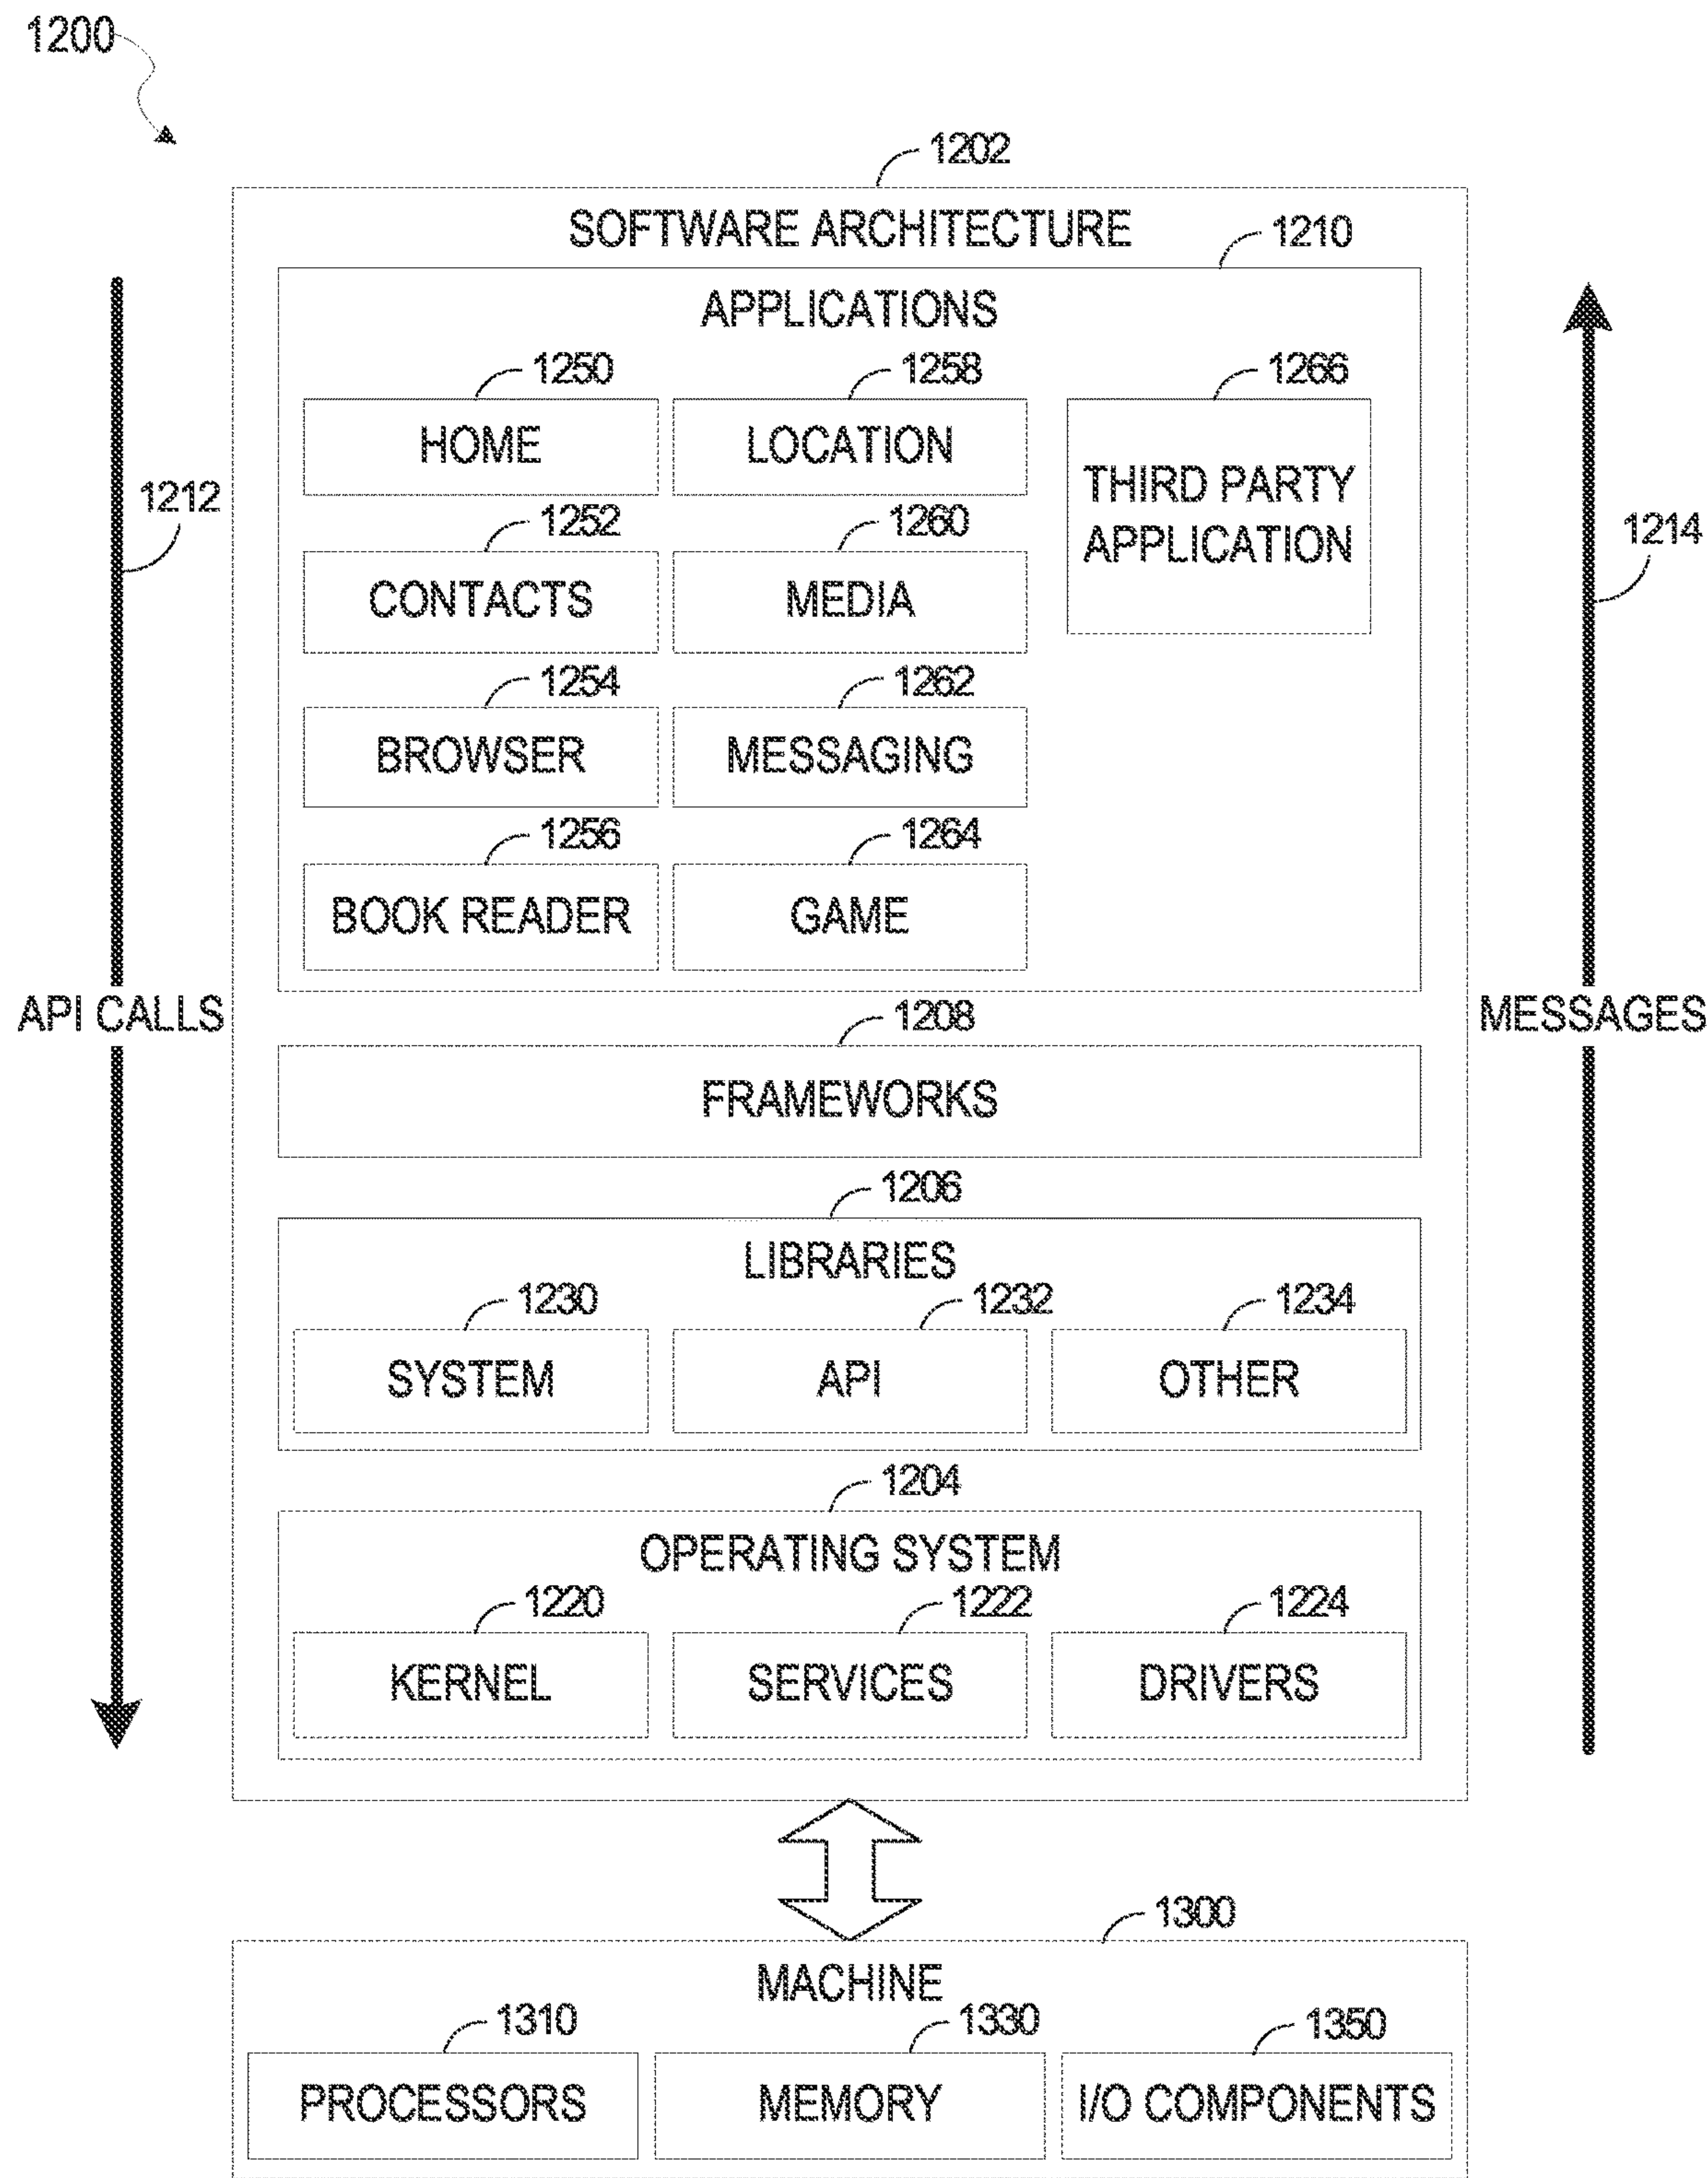 1200
1202
SOFTWARE ARCHITECTURE
1210
APPLICATIONS
1250
1258
1266
HOME
LOCATION
THIRD PARTY
APPLICATION
1212
1214
1252
1260
CONTACTS
MEDIA
1254
1262
BROWSER
MESSAGING
1256
1264
BOOK READER
GAME
API CALLS
MESSAGES
1208
FRAMEWORKS
1206
LIBRARIES
1230
1232
1234
SYSTEM
API
OTHER
1204
OPERATING SYSTEM
1220
1222
1224
KERNEL
SERVICES
DRIVERS
1300
MACHINE
1310
1330
1350
PROCESSORS
MEMORY
I/O COMPONENTS